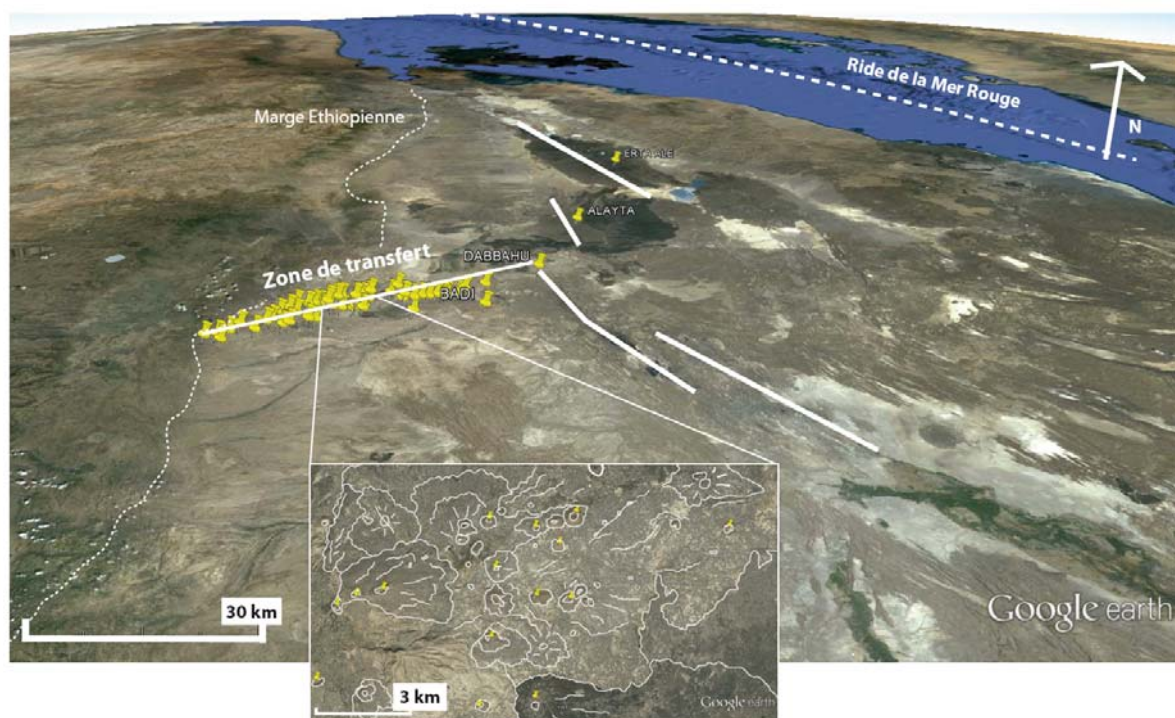 Ride de la Mer Rouge
N
Marge Ethiopienne
ERTA ALE
ALAYTA
DABBAHU
Zone de transfert
BADI
30 km
Google earth
3 km
Google earth